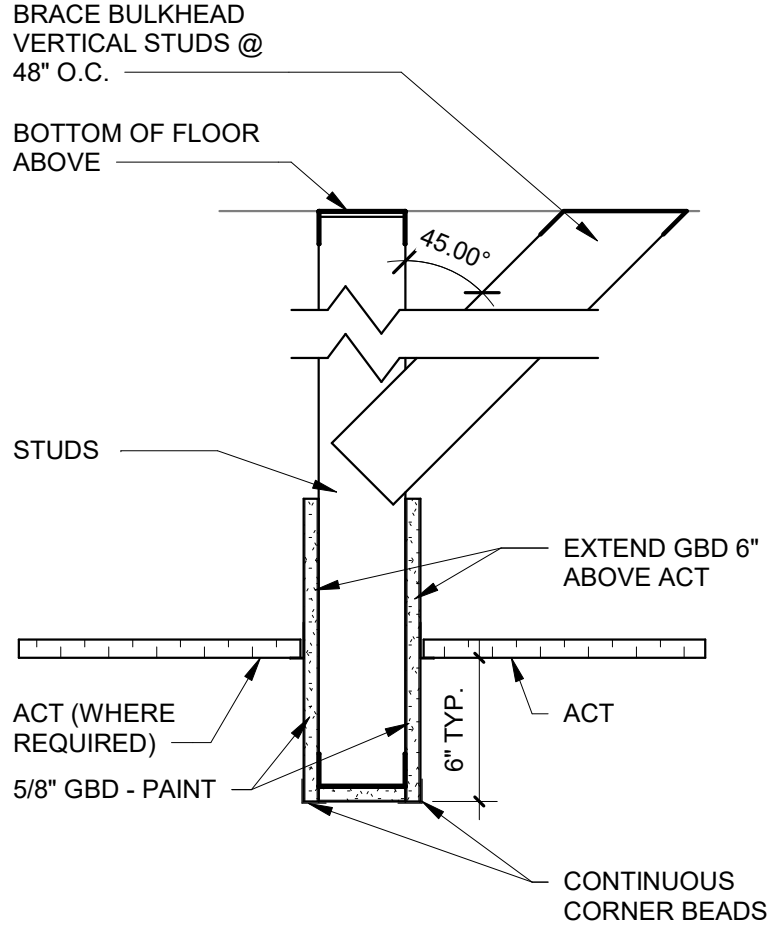 BRACE BULKHEAD
VERTICAL STUDS @
48" O.C.
BOTTOM OF FLOOR
ABOVE
45.00°
STUDS
EXTEND GBD 6"
ABOVE ACT
ACT (WHERE
REQUIRED)
6" TYP.
ACT
5/8" GBD - PAINT
CONTINUOUS
CORNER BEADS